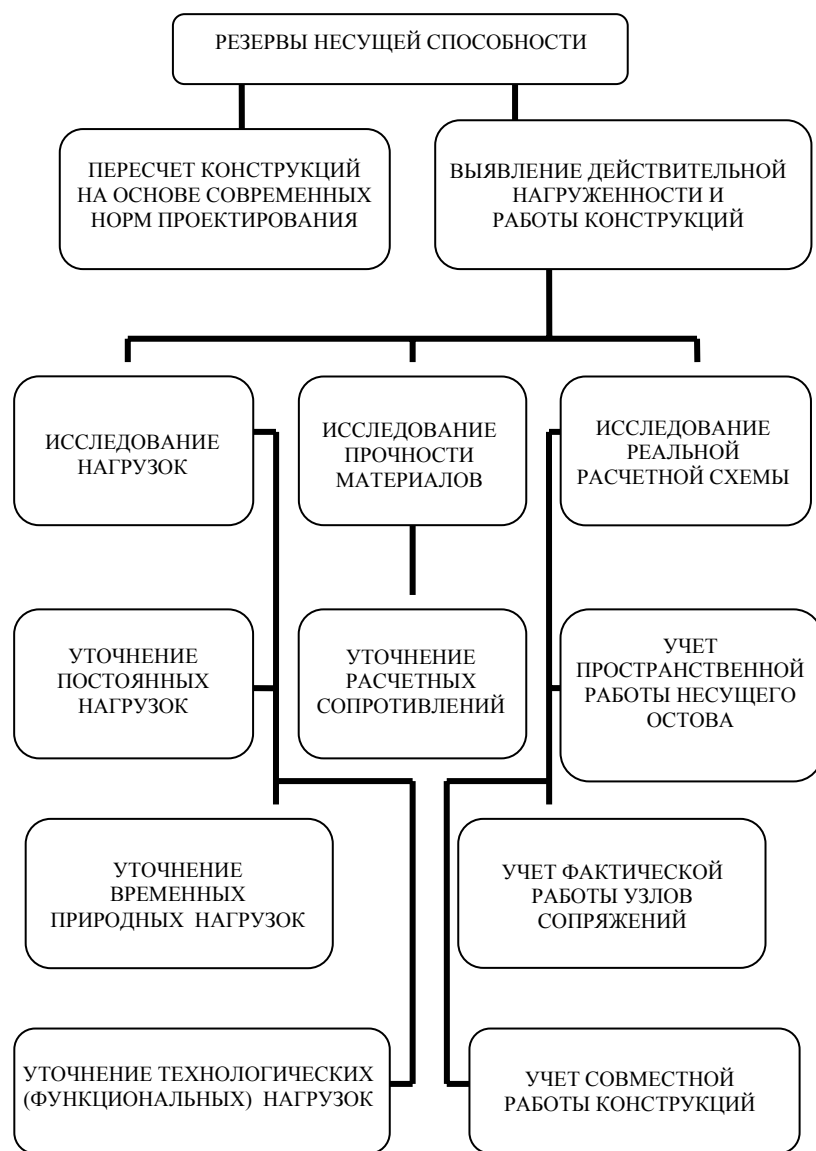 РЕЗЕРВЫ НЕСУЩЕЙ СПОСОБНОСТИ
ПЕРЕСЧЕТ КОНСТРУКЦИЙ
НА ОСНОВЕ СОВРЕМЕННЫХ
НОРМ ПРОЕКТИРОВАНИЯ
ВЫЯВЛЕНИЕ ДЕЙСТВИТЕЛЬНОЙ
НАГРУЖЕННОСТИ И
РАБОТЫ КОНСТРУКЦИЙ
ИССЛЕДОВАНИЕ
НАГРУЗОК
ИССЛЕДОВАНИЕ
ПРОЧНОСТИ
МАТЕРИАЛОВ
ИССЛЕДОВАНИЕ
РЕАЛЬНОЙ
РАСЧЕТНОЙ СХЕМЫ
УТОЧНЕНИЕ
ПОСТОЯННЫХ
НАГРУЗОК
УТОЧНЕНИЕ
РАСЧЕТНЫХ
СОПРОТИВЛЕНИЙ
УЧЕТ
ПРОСТРАНСТВЕННОЙ
РАБОТЫ НЕСУЩЕГО
ОСТОВА
УТОЧНЕНИЕ
ВРЕМЕННЫХ
ПРИРОДНЫХ НАГРУЗОК
УЧЕТ ФАКТИЧЕСКОЙ
РАБОТЫ УЗЛОВ
СОПРЯЖЕНИЙ
УТОЧНЕНИЕ ТЕХНОЛОГИЧЕСКИХ
(ФУНКЦИОНАЛЬНЫХ) НАГРУЗОК
УЧЕТ СОВМЕСТНОЙ
РАБОТЫ КОНСТРУКЦИЙ